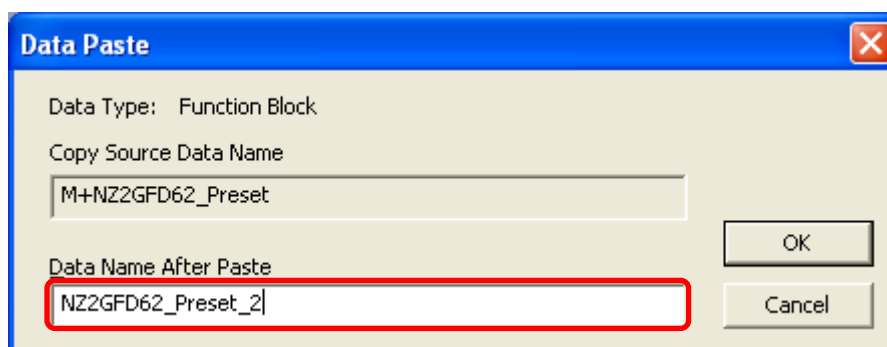 Data Paste
Data Type: Function Block
Copy Source Data Name
M+NZ2GFD62_Preset
OK
Data Name After Paste
NZ2GFD62_Preset_2
Cancel